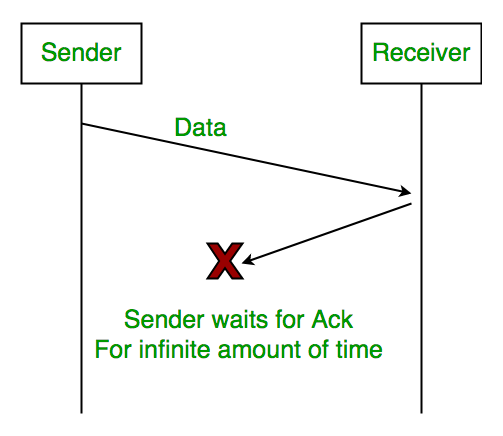 Sender
Receiver
Data
X
Sender waits for Ack
For infinite amount of time